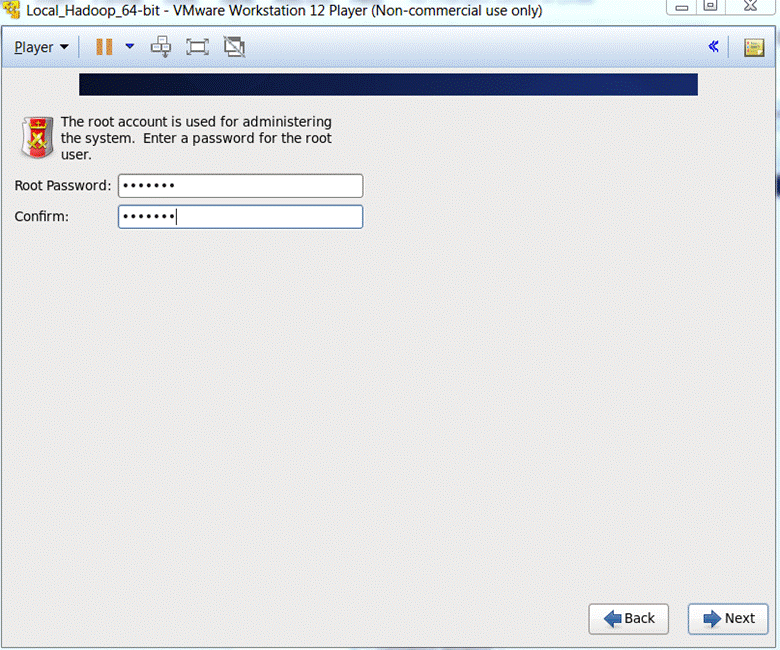 Local_Hadoop_64-bit - VMware Workstation 12 Player (Non-commercial use only)
Player
The root account is used for administering
the system.  Enter a password for the root
user.
Root Password: •••••••
Confirm: •••••••
Back Next